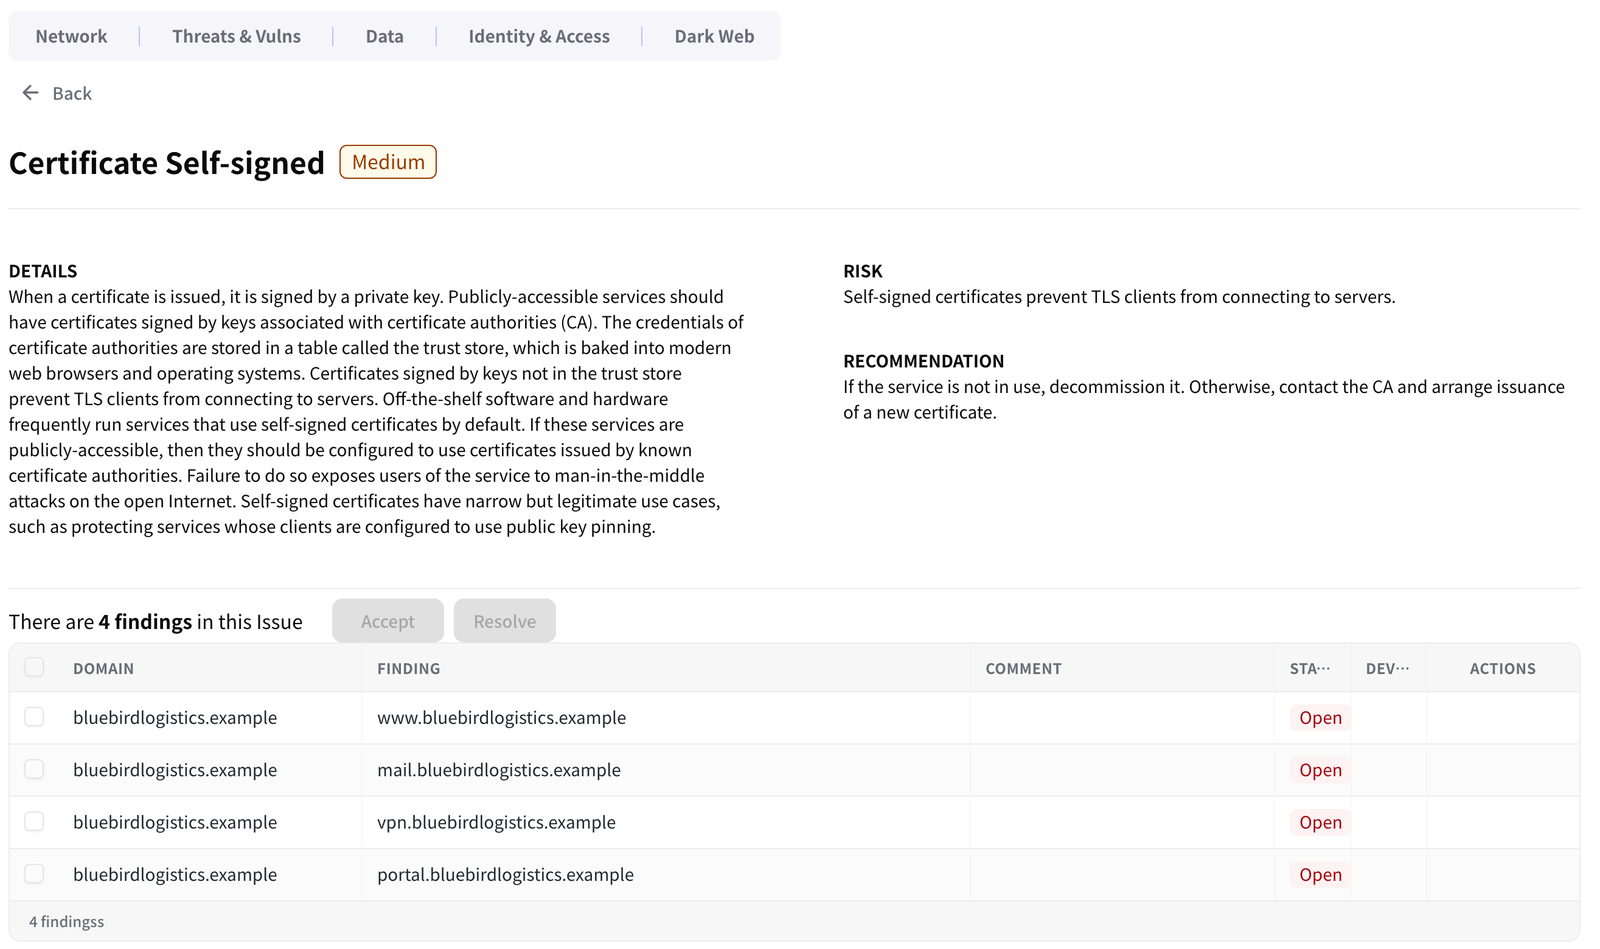 Network Threats & Vulns Data Identity & Access Dark Web
Back
Certificate Self-signed Medium
DETAILS
When a certificate is issued, it is signed by a private key. Publicly-accessible services should
have certificates signed by keys associated with certificate authorities (CA). The credentials of
certificate authorities are stored in a table called the trust store, which is baked into modern
web browsers and operating systems. Certificates signed by keys not in the trust store
prevent TLS clients from connecting to servers. Off-the-shelf software and hardware
frequently run services that use self-signed certificates by default. If these services are
publicly-accessible, then they should be configured to use certificates issued by known
certificate authorities. Failure to do so exposes users of the service to man-in-the-middle
attacks on the open Internet. Self-signed certificates have narrow but legitimate use cases,
such as protecting services whose clients are configured to use public key pinning.
RISK
Self-signed certificates prevent TLS clients from connecting to servers.
RECOMMENDATION
If the service is not in use, decommission it. Otherwise, contact the CA and arrange issuance
of a new certificate.
There are 4 findings in this Issue Accept Resolve
DOMAIN FINDING COMMENT STA··· DEV··· ACTIONS
bluebirdlogistics.example www.bluebirdlogistics.example Open
bluebirdlogistics.example mail.bluebirdlogistics.example Open
bluebirdlogistics.example vpn.bluebirdlogistics.example Open
bluebirdlogistics.example portal.bluebirdlogistics.example Open
4 findingss